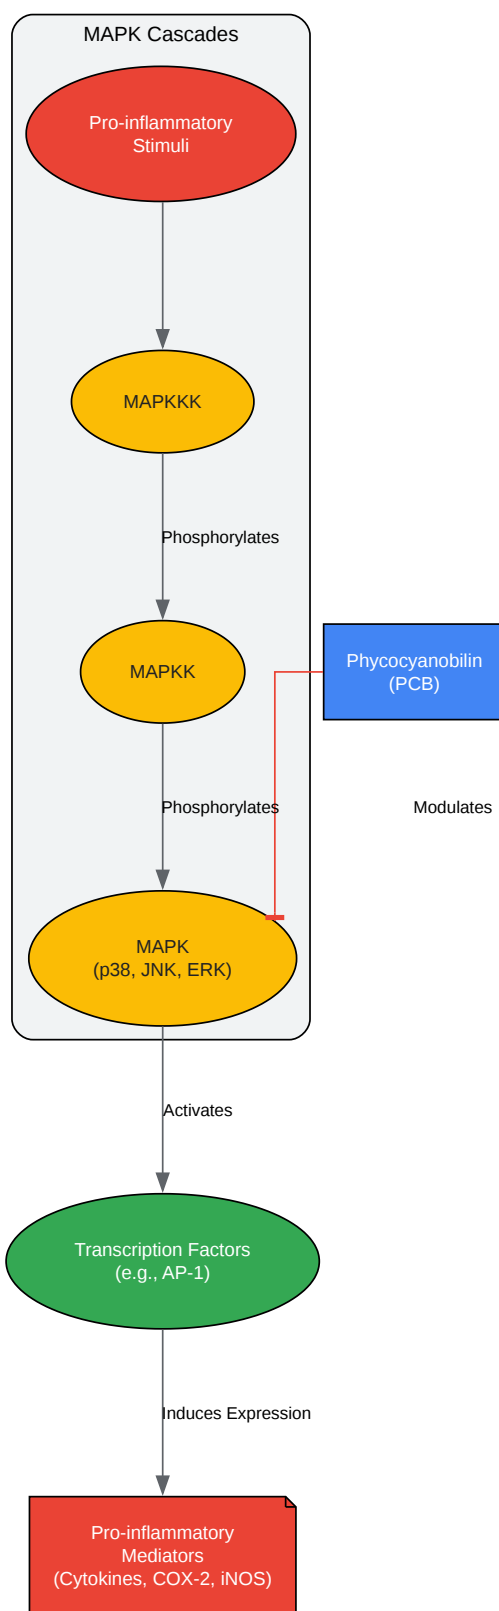 MAPK Cascades
Pro-inflammatory
Stimuli
MAPKKK
Phosphorylates
MAPKK
Phycocyanobilin
(PCB)
Phosphorylates
Modulates
MAPK
(p38, JNK, ERK)
Activates
Transcription Factors
(e.g., AP-1)
Induces Expression
Pro-inflammatory
Mediators
(Cytokines, COX-2, iNOS)